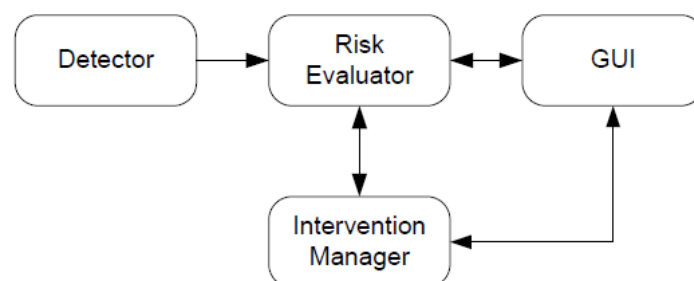 Detector
Risk
Evaluator
GUI
Intervention
Manager